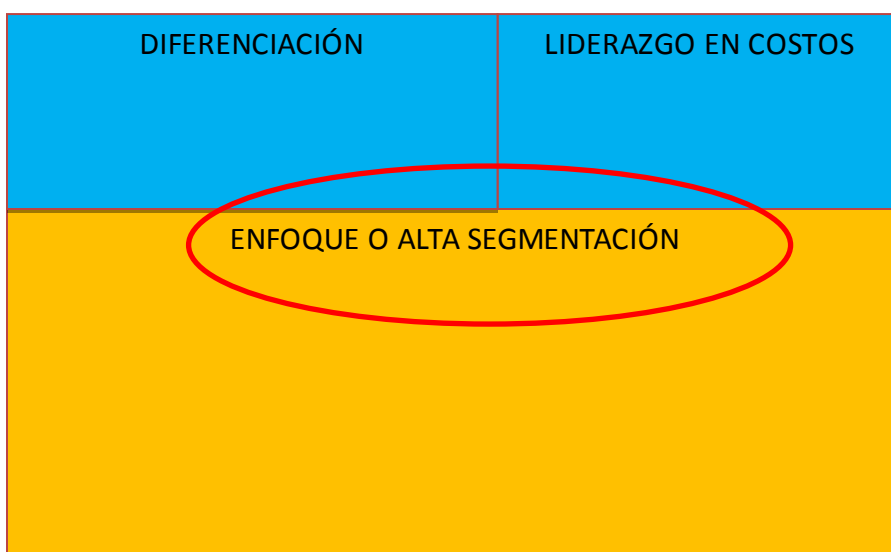 DIFERENCIACIÓN
LIDERAZGO EN COSTOS
ENFOQUE O ALTA SEGMENTACIÓN